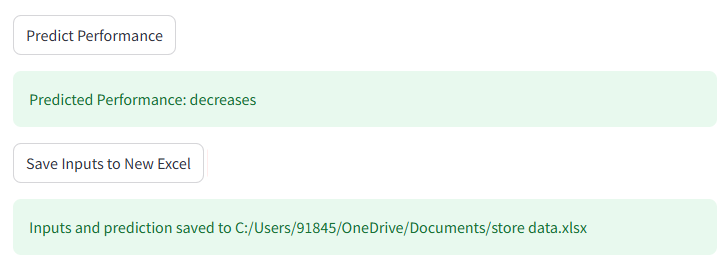 Predict Performance
Predicted Performance: decreases
Save Inputs to New Excel
Inputs and prediction saved to C:/Users/91845/OneDrive/Documents/store data.xlsx